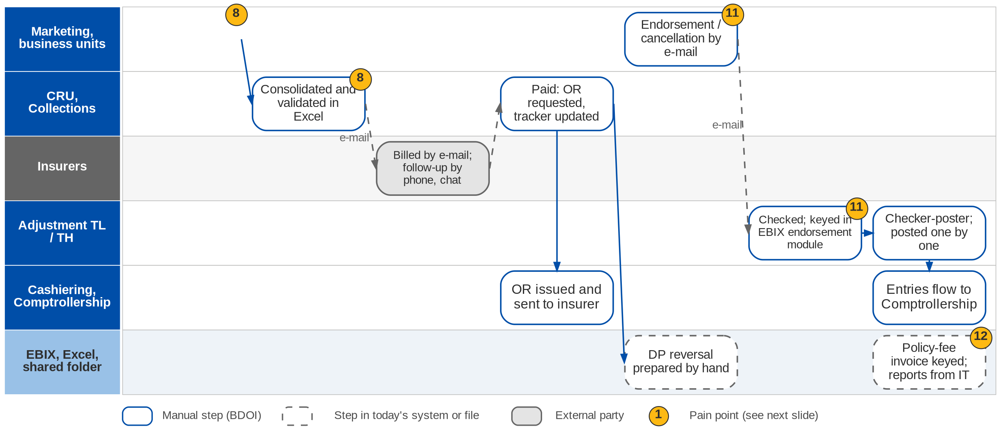 8
11
Marketing,
business units
Endorsement /
cancellation by
e-mail
8
CRU,
Collections
Consolidated and
validated in
Excel
Paid: OR
requested,
tracker updated
e-mail
e-mail
Insurers
Billed by e-mail;
follow-up by
phone, chat
11
Adjustment TL
/ TH
Checked; keyed in
EBIX endorsement
module
Checker-poster;
posted one by
one
Cashiering,
Comptrollership
OR issued and
sent to insurer
Entries flow to
Comptrollership
12
EBIX, Excel,
shared folder
DP reversal
prepared by hand
Policy-fee
invoice keyed;
reports from IT
Manual step (BDOI)
Step in today's system or file
External party
1
Pain point (see next slide)